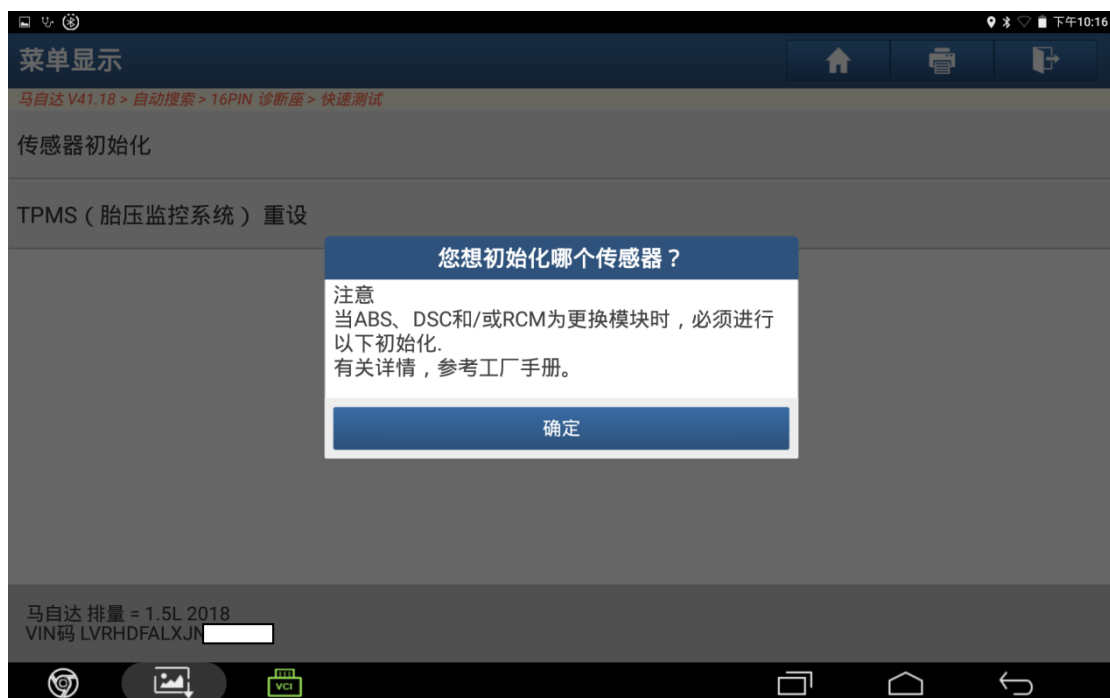 下午10:16
菜单显示
马自达 V41.18 > 自动搜索 > 16PIN 诊断座 > 快速测试
传感器初始化
TPMS（胎压监控系统） 重设
您想初始化哪个传感器？
注意
当ABS、DSC和/或RCM为更换模块时，必须进行
以下初始化.
有关详情，参考工厂手册。
确定
马自达 排量 = 1.5L 2018
VIN码 LVRHDFALXJN
VCI